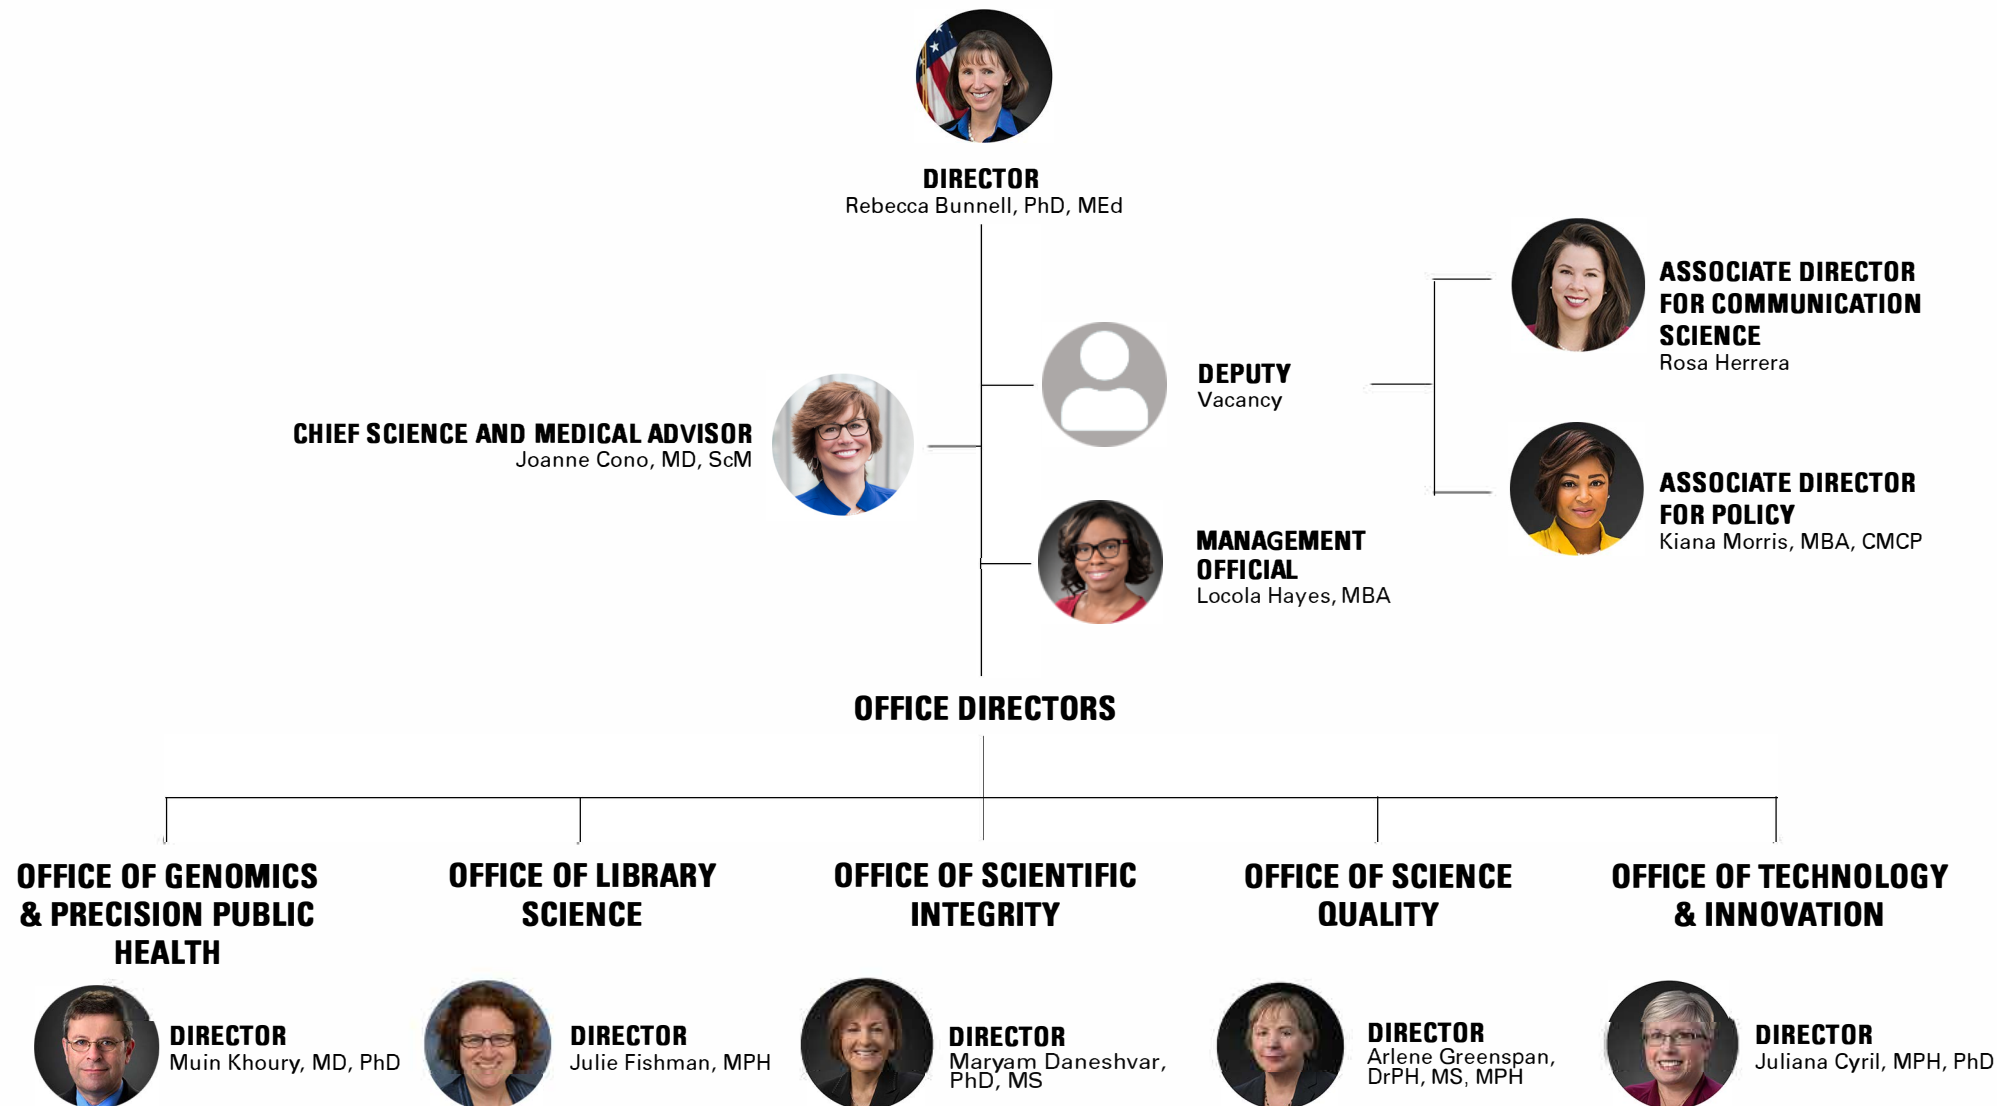 DIRECTOR
Rebecca Bunnell, PhD, MEd
ASSOCIATE DIRECTOR
FOR COMMUNICATION
SCIENCE
Rosa Herrera
DEPUTY
Vacancy
CHIEF SCIENCE AND MEDICAL ADVISOR
Joanne Cono, MD, ScM
ASSOCIATE DIRECTOR
FOR POLICY
Kiana Morris, MBA, CMCP
MANAGEMENT
OFFICIAL
Locola Hayes, MBA
OFFICE DIRECTORS
OFFICE OF GENOMICS
& PRECISION PUBLIC
HEALTH
DIRECTOR
Muin Khoury, MD, PhD
OFFICE OF LIBRARY
SCIENCE
DIRECTOR
Julie Fishman, MPH
OFFICE OF SCIENTIFIC
INTEGRITY
DIRECTOR
Maryam Daneshvar,
PhD, MS
OFFICE OF SCIENCE
QUALITY
DIRECTOR
Arlene Greenspan,
DrPH, MS, MPH
OFFICE OF TECHNOLOGY
& INNOVATION
DIRECTOR
Juliana Cyril, MPH, PhD